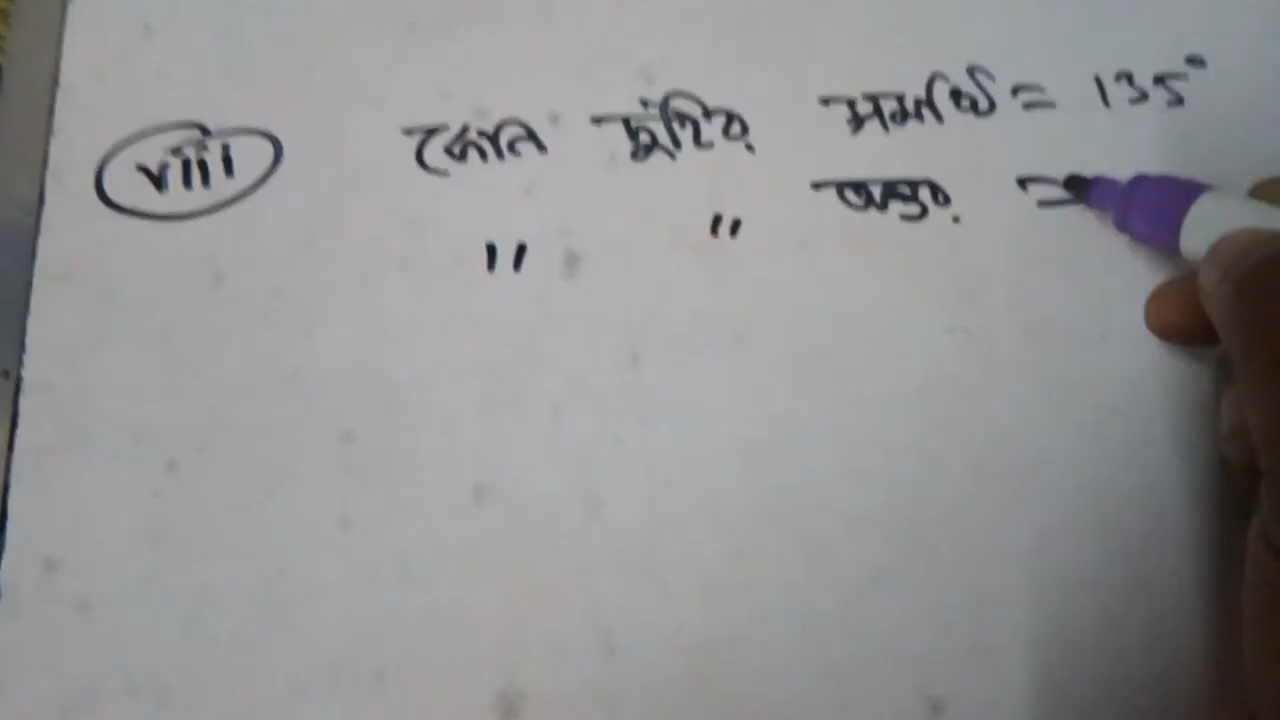 viii কোন দুটির সমষ্টি = 135°
" " অন্তর =